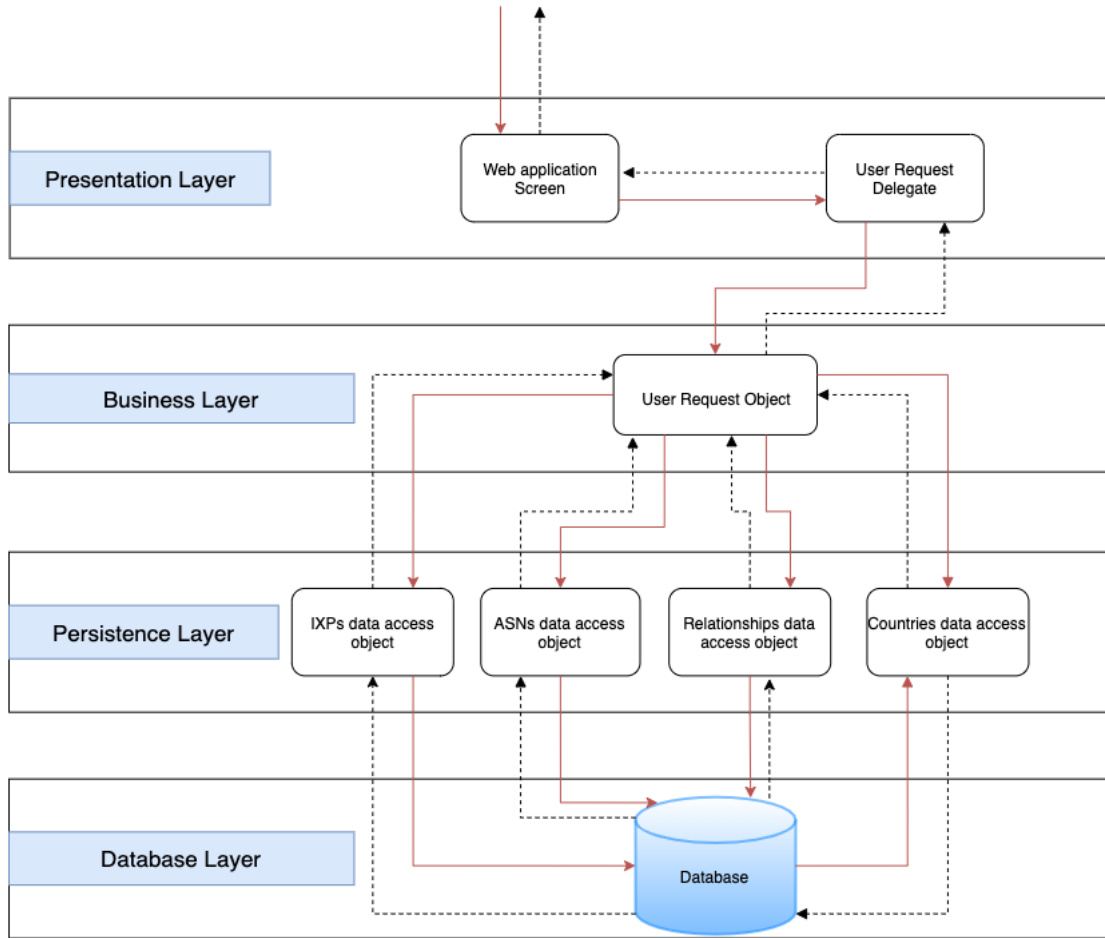 Presentation Layer
Web application
Screen
User Request
Delegate
Business Layer
User Request Object
Persistence Layer
IXPs data access
object
ASNs data access
object
Relationships data
access object
Countries data access
object
Database Layer
Database